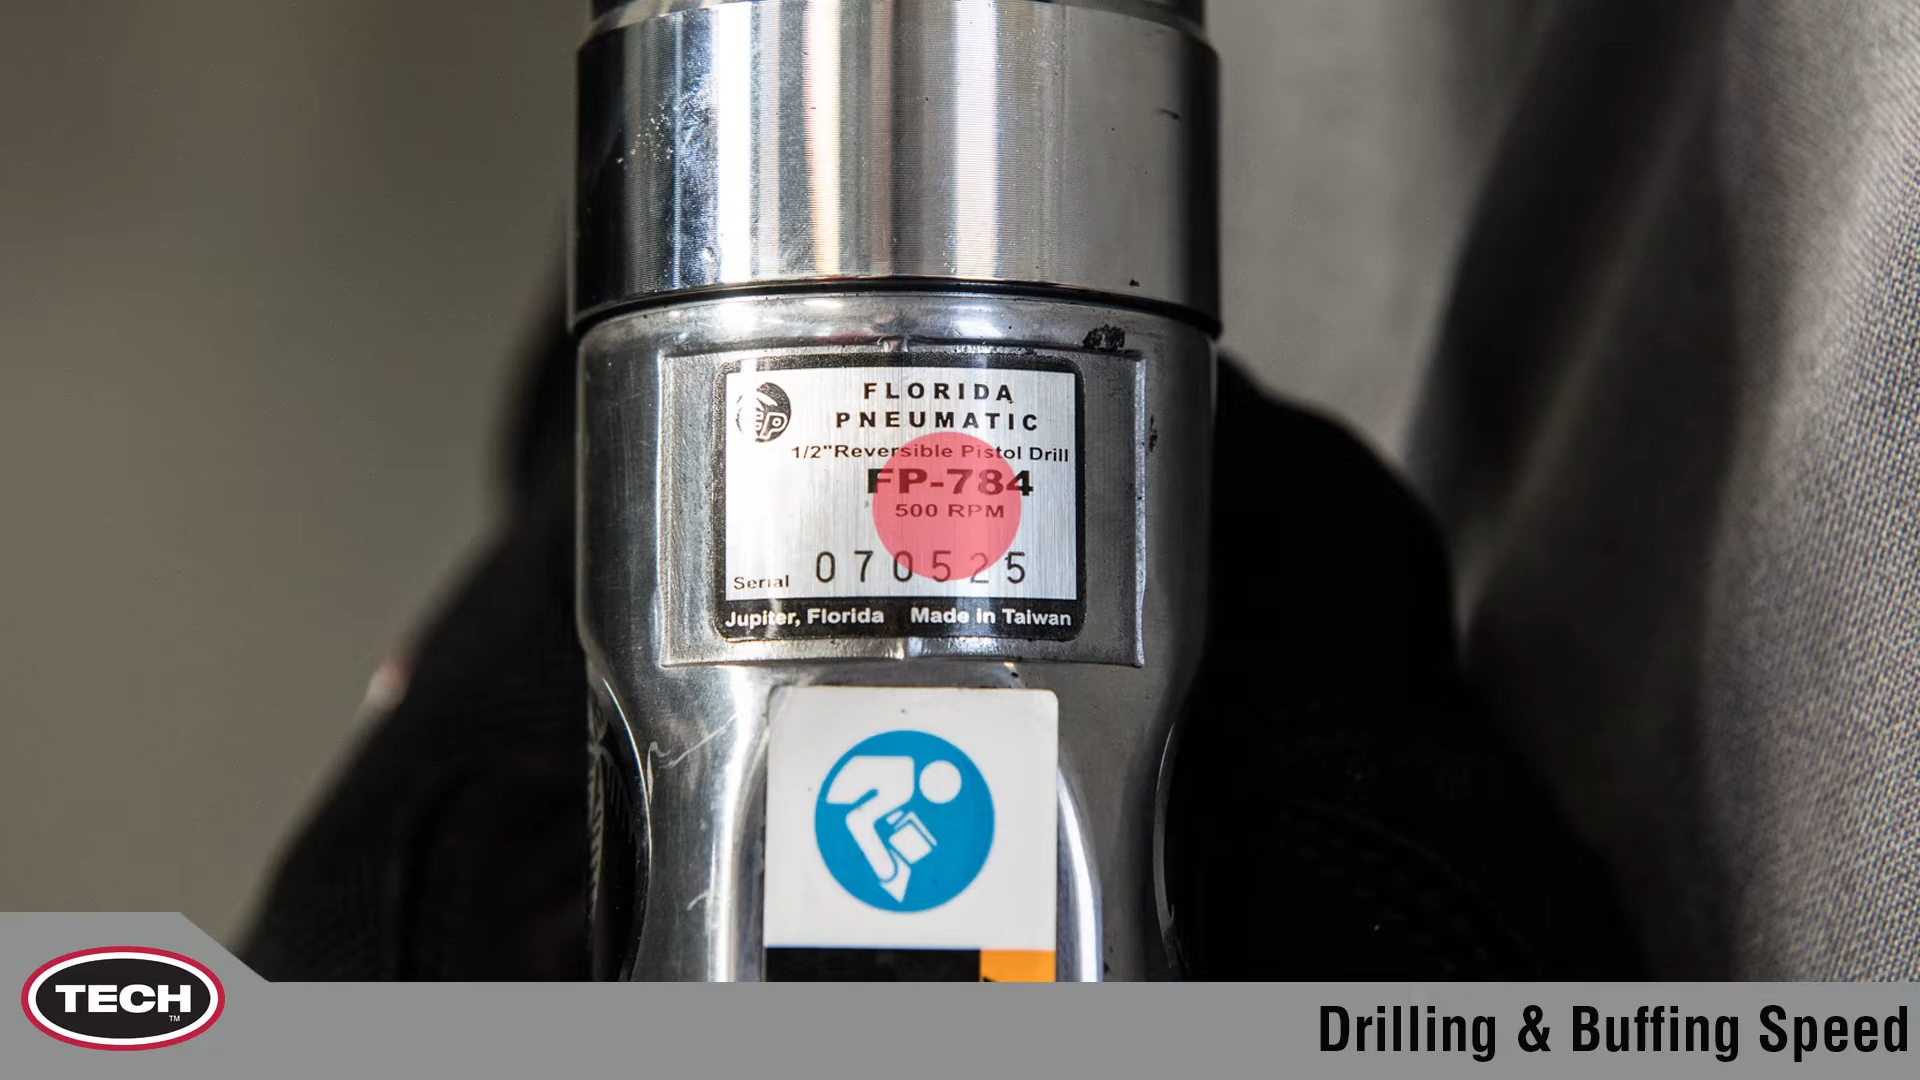 FLORIDA
PNEUMATIC
1/2"Reversible Pistol Drill
FP-784
500 RPM
Serial 070525
Jupiter, Florida Made in Taiwan
TECH™
Drilling & Buffing Speed